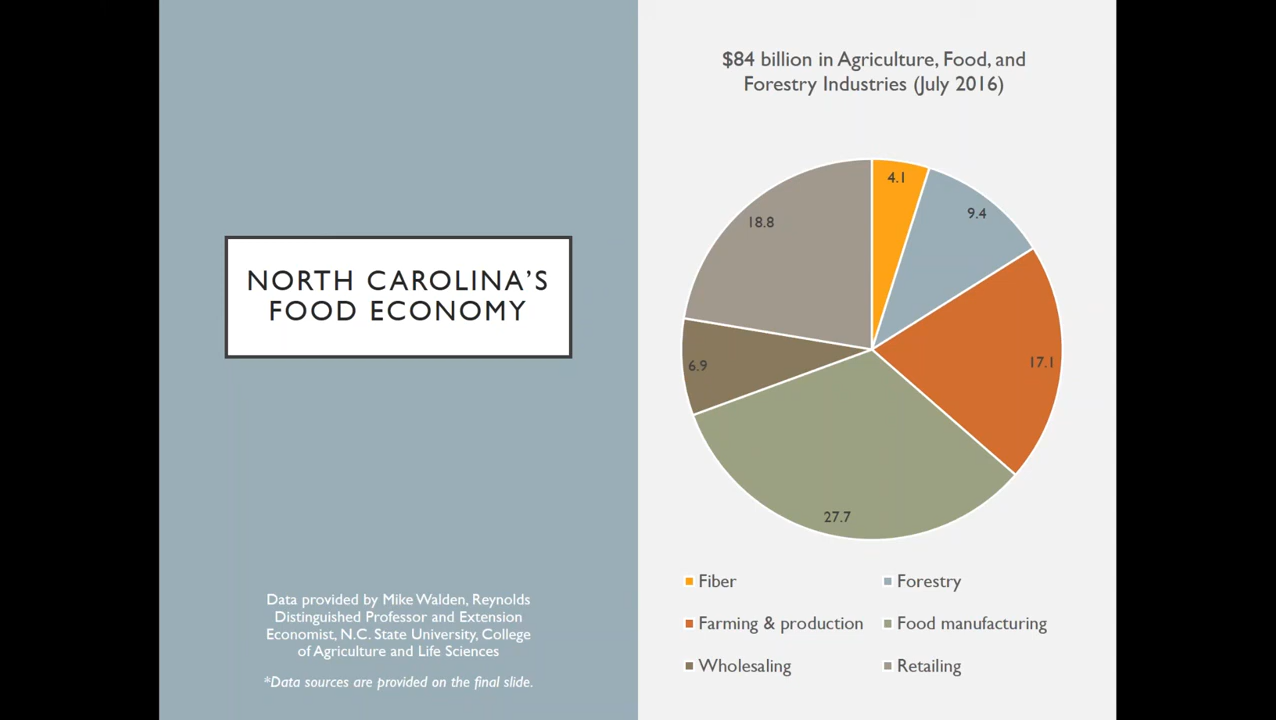 NORTH CAROLINA’S
FOOD ECONOMY
Data provided by Mike Walden, Reynolds
Distinguished Professor and Extension
Economist, N.C. State University, College
of Agriculture and Life Sciences
*Data sources are provided on the final slide.
$84 billion in Agriculture, Food, and
Forestry Industries (July 2016)
4.1
9.4
18.8
17.1
6.9
27.7
Fiber
Forestry
Farming & production
Food manufacturing
Wholesaling
Retailing